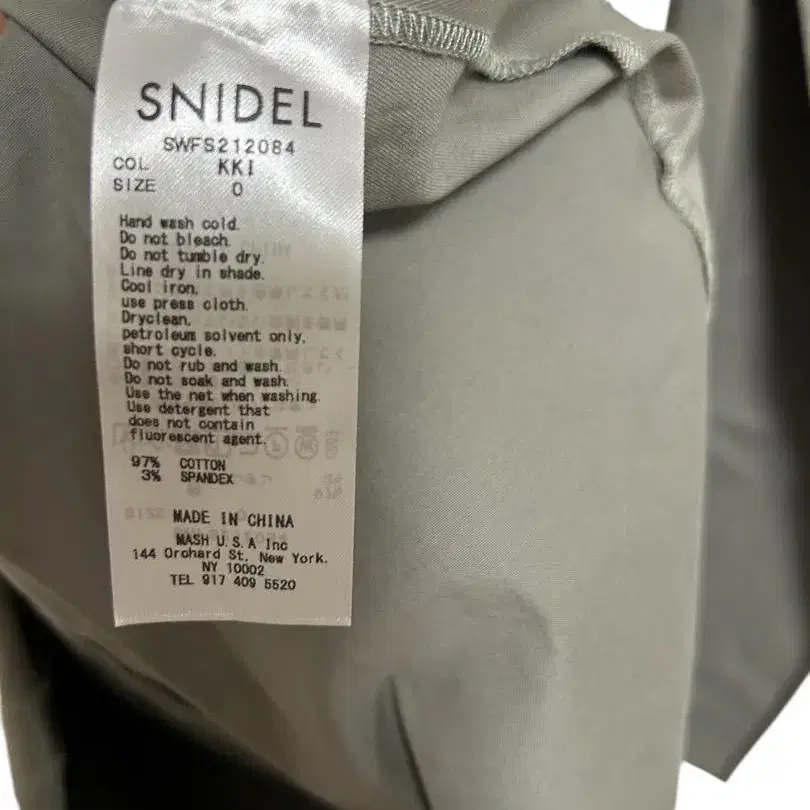 SNIDEL
SWFS212084
COL KKI
SIZE 0
Hand wash cold.
Do not bleach.
Do not tumble dry.
Line dry in shade.
Cool iron.
use press cloth.
Dryclean.
petroleum solvent only,
short cycle.
Do not rub and wash.
Do not soak and wash.
Use the net when washing.
Use detergent that
does not contain
fluorescent agent.
97% COTTON
3% SPANDEX
MADE IN CHINA
MASH U.S.A Inc
144 Orchard St, New York.
NY 10002
TEL 917 409 5520